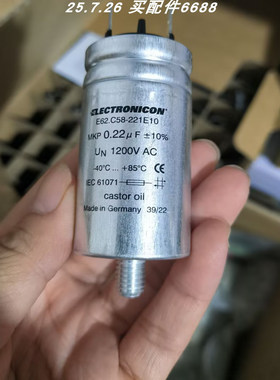 25.7.26 买配件6688
ELECTRONICON
E62.C58-221E10
MKP 0.22µF ±10%
UN 1200V AC
-40°C ... +85°C
IEC 61071
castor oil
Made in Germany 39/22